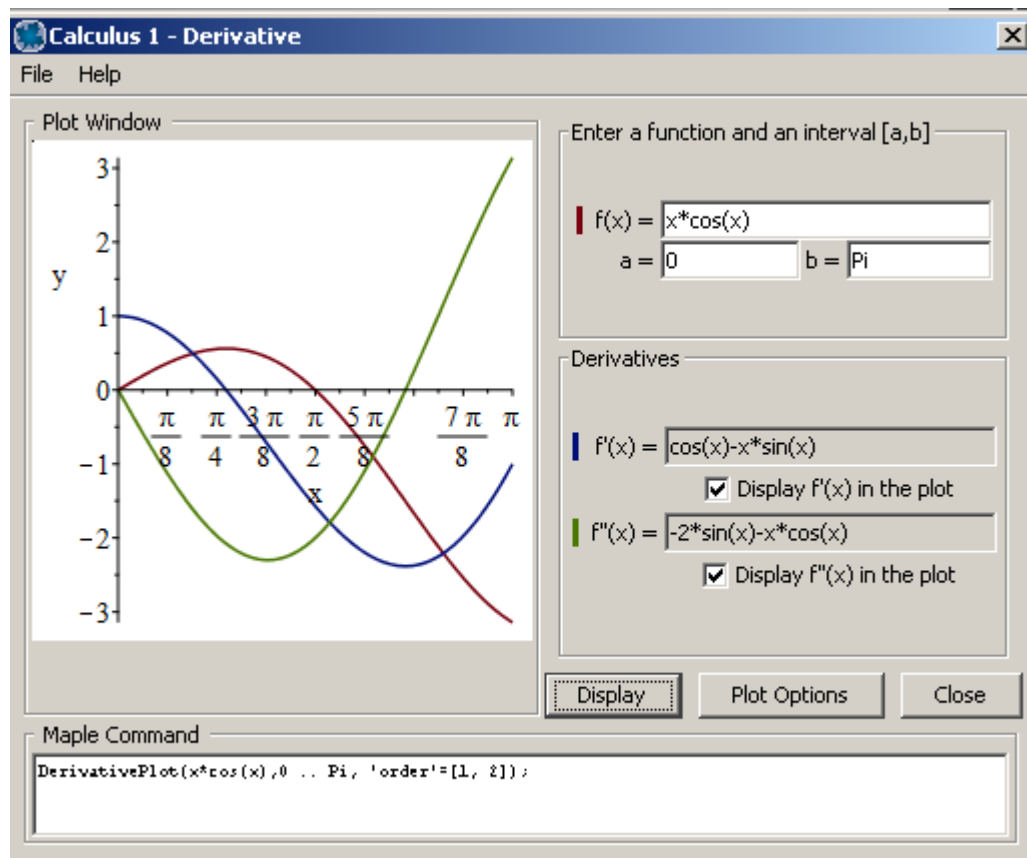 Calculus 1 - Derivative
File Help
Plot Window
3
2
y
1
0
π/8 π/4 3π/8 π/2 5π/8 7π/8 π
x
−1
−2
−3
Enter a function and an interval [a,b]
f(x) = x*cos(x)
a = 0 b = Pi
Derivatives
f'(x) = cos(x)-x*sin(x)
Display f'(x) in the plot
f''(x) = -2*sin(x)-x*cos(x)
Display f''(x) in the plot
Display Plot Options Close
Maple Command
DerivativePlot(x*cos(x),0 .. Pi, 'order'=[1, 2]);